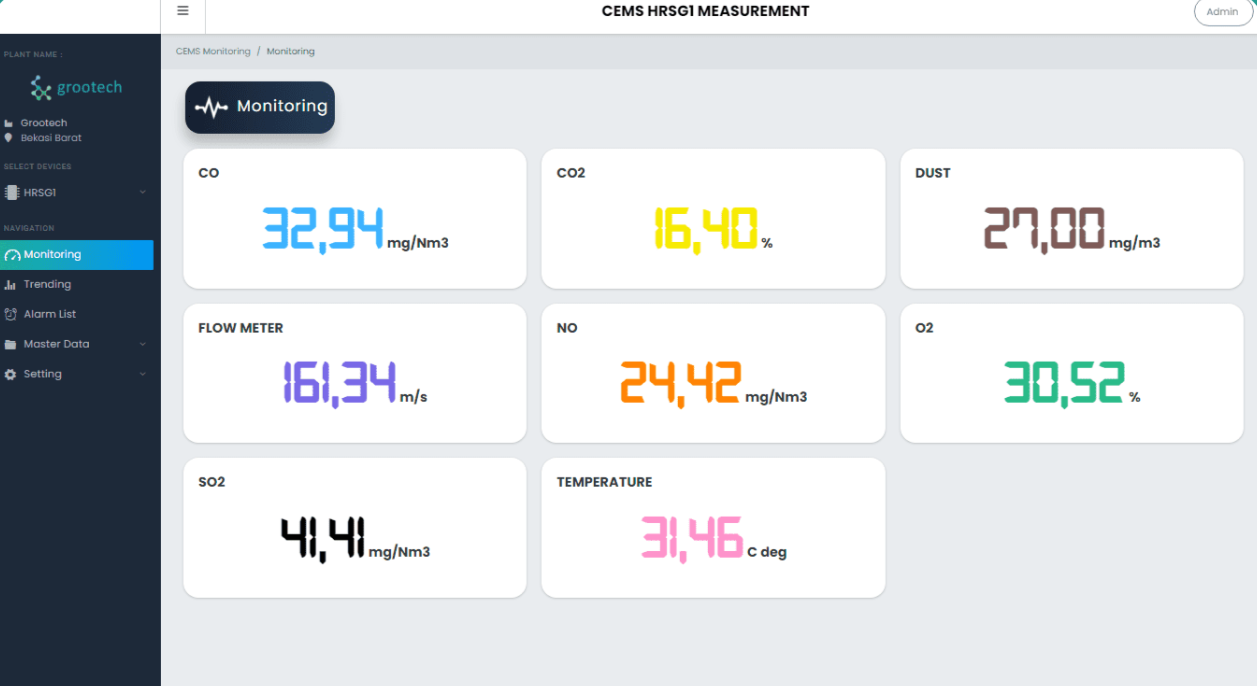 CEMS HRSG1 MEASUREMENT
Admin
PLANT NAME :
grootech
Grootech
Bekasi Barat
SELECT DEVICES
HRSG1
NAVIGATION
Monitoring
Trending
Alarm List
Master Data
Setting
CEMS Monitoring / Monitoring
Monitoring
CO
32,94 mg/Nm3
CO2
16,40 %
DUST
27,00 mg/m3
FLOW METER
161,34 m/s
NO
24,42 mg/Nm3
O2
30,52 %
SO2
41,41 mg/Nm3
TEMPERATURE
31,46 C deg